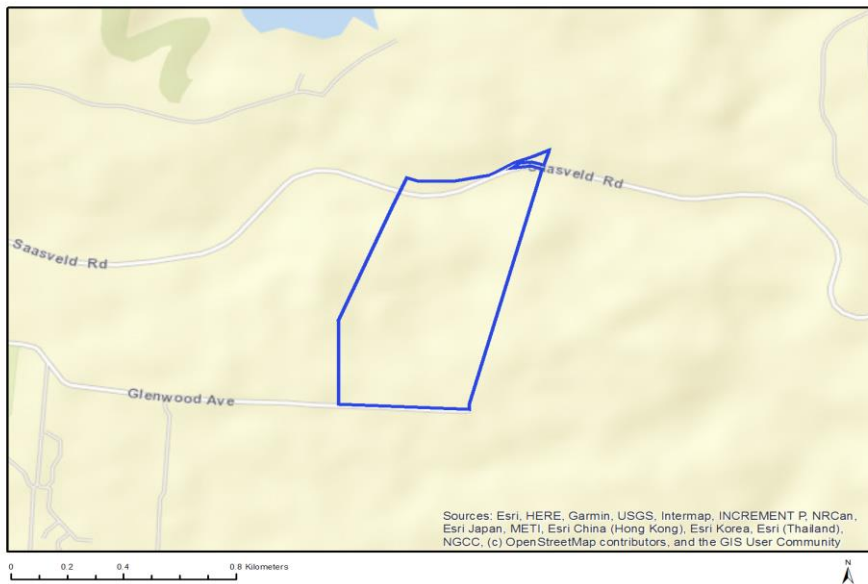 Saasveld Rd
Saasveld Rd
Glenwood Ave
Sources: Esri, HERE, Garmin, USGS, Intermap, INCREMENT P, NRCan,
Esri Japan, METI, Esri China (Hong Kong), Esri Korea, Esri (Thailand),
NGCC, (c) OpenStreetMap contributors, and the GIS User Community
0 0.2 0.4 0.8 Kilometers
N